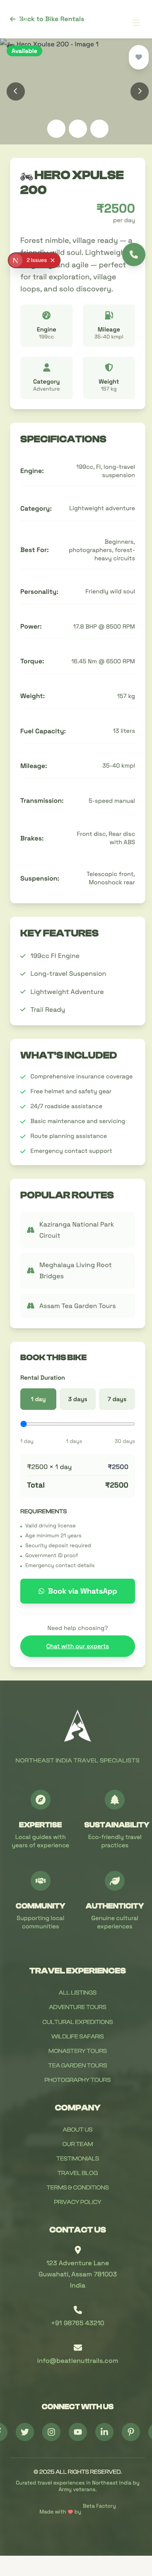 Back to Bike Rentals
Hero Xpulse 200 - Image 1
Available
HERO XPULSE
200
₹2500
per day
Forest nimble, village ready — a
friendly wild soul. Lightweight,
agile — perfect
for trail exploration, village
loops, and solo discovery.
N 2 Issues
Engine
199cc
Mileage
35-40 kmpl
Category
Adventure
Weight
157 kg
SPECIFICATIONS
Engine: 199cc, FI, long-travel
suspension
Category: Lightweight adventure
Best For: Beginners,
photographers, forest-
heavy circuits
Personality: Friendly wild soul
Power: 17.8 BHP @ 8500 RPM
Torque: 16.45 Nm @ 6500 RPM
Weight: 157 kg
Fuel Capacity: 13 liters
Mileage: 35-40 kmpl
Transmission: 5-speed manual
Brakes: Front disc, Rear disc
with ABS
Suspension: Telescopic front,
Monoshock rear
KEY FEATURES
199cc FI Engine
Long-travel Suspension
Lightweight Adventure
Trail Ready
WHAT'S INCLUDED
Comprehensive insurance coverage
Free helmet and safety gear
24/7 roadside assistance
Basic maintenance and servicing
Route planning assistance
Emergency contact support
POPULAR ROUTES
Kaziranga National Park
Circuit
Meghalaya Living Root
Bridges
Assam Tea Garden Tours
BOOK THIS BIKE
Rental Duration
1 day 3 days 7 days
1 day 1 days 30 days
₹2500 × 1 day ₹2500
Total ₹2500
REQUIREMENTS
Valid driving license
Age minimum 21 years
Security deposit required
Government ID proof
Emergency contact details
Book via WhatsApp
Need help choosing?
Chat with our experts
NORTHEAST INDIA TRAVEL SPECIALISTS
EXPERTISE
Local guides with
years of experience
SUSTAINABILITY
Eco-friendly travel
practices
COMMUNITY
Supporting local
communities
AUTHENTICITY
Genuine cultural
experiences
TRAVEL EXPERIENCES
ALL LISTINGS
ADVENTURE TOURS
CULTURAL EXPEDITIONS
WILDLIFE SAFARIS
MONASTERY TOURS
TEA GARDEN TOURS
PHOTOGRAPHY TOURS
COMPANY
ABOUT US
OUR TEAM
TESTIMONIALS
TRAVEL BLOG
TERMS & CONDITIONS
PRIVACY POLICY
CONTACT US
123 Adventure Lane
Guwahati, Assam 781003
India
+91 98765 43210
info@beatlenuttrails.com
CONNECT WITH US
© 2025 ALL RIGHTS RESERVED.
Curated travel experiences in Northeast India by
Army veterans.
Made with ❤ by Beta Factory